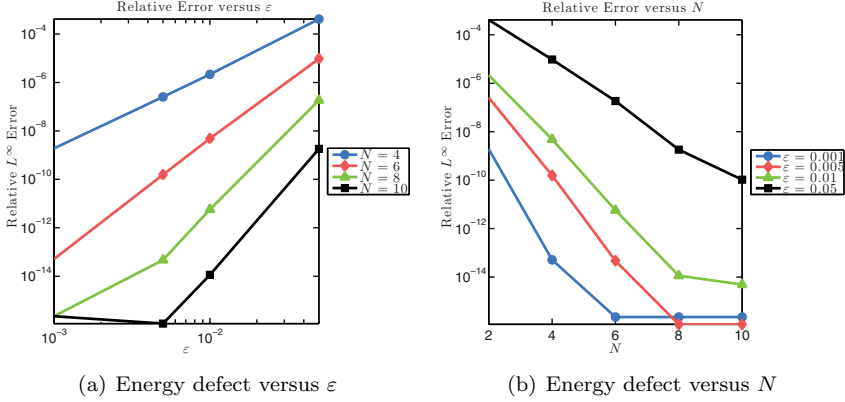 Relative Error versus ε
Relative L^∞ Error
10^−4
10^−6
10^−8
10^−10
10^−12
10^−14
10^−3
10^−2
ε
N = 4
N = 6
N = 8
N = 10
(a) Energy defect versus ε
Relative Error versus N
Relative L^∞ Error
10^−4
10^−6
10^−8
10^−10
10^−12
10^−14
2 4 6 8 10
N
ε = 0.001
ε = 0.005
ε = 0.01
ε = 0.05
(b) Energy defect versus N